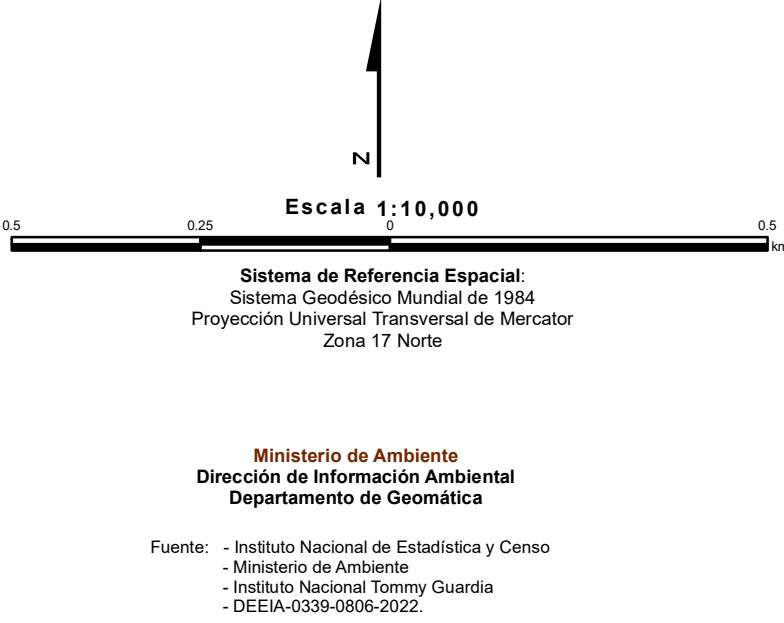 N
Escala 1:10,000
0.5 0.25 0 0.5
km
Sistema de Referencia Espacial:
Sistema Geodésico Mundial de 1984
Proyección Universal Transversal de Mercator
Zona 17 Norte
Ministerio de Ambiente
Dirección de Información Ambiental
Departamento de Geomática
Fuente: - Instituto Nacional de Estadística y Censo
- Ministerio de Ambiente
- Instituto Nacional Tommy Guardia
- DEEIA-0339-0806-2022.